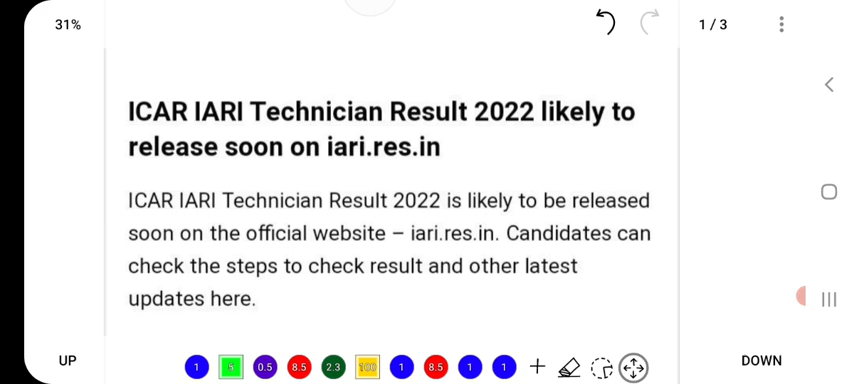 31%
1 / 3
ICAR IARI Technician Result 2022 likely to
release soon on iari.res.in
ICAR IARI Technician Result 2022 is likely to be released
soon on the official website – iari.res.in. Candidates can
check the steps to check result and other latest
updates here.
UP
1 5 0.5 8.5 2.3 100 1 8.5 1 1
DOWN